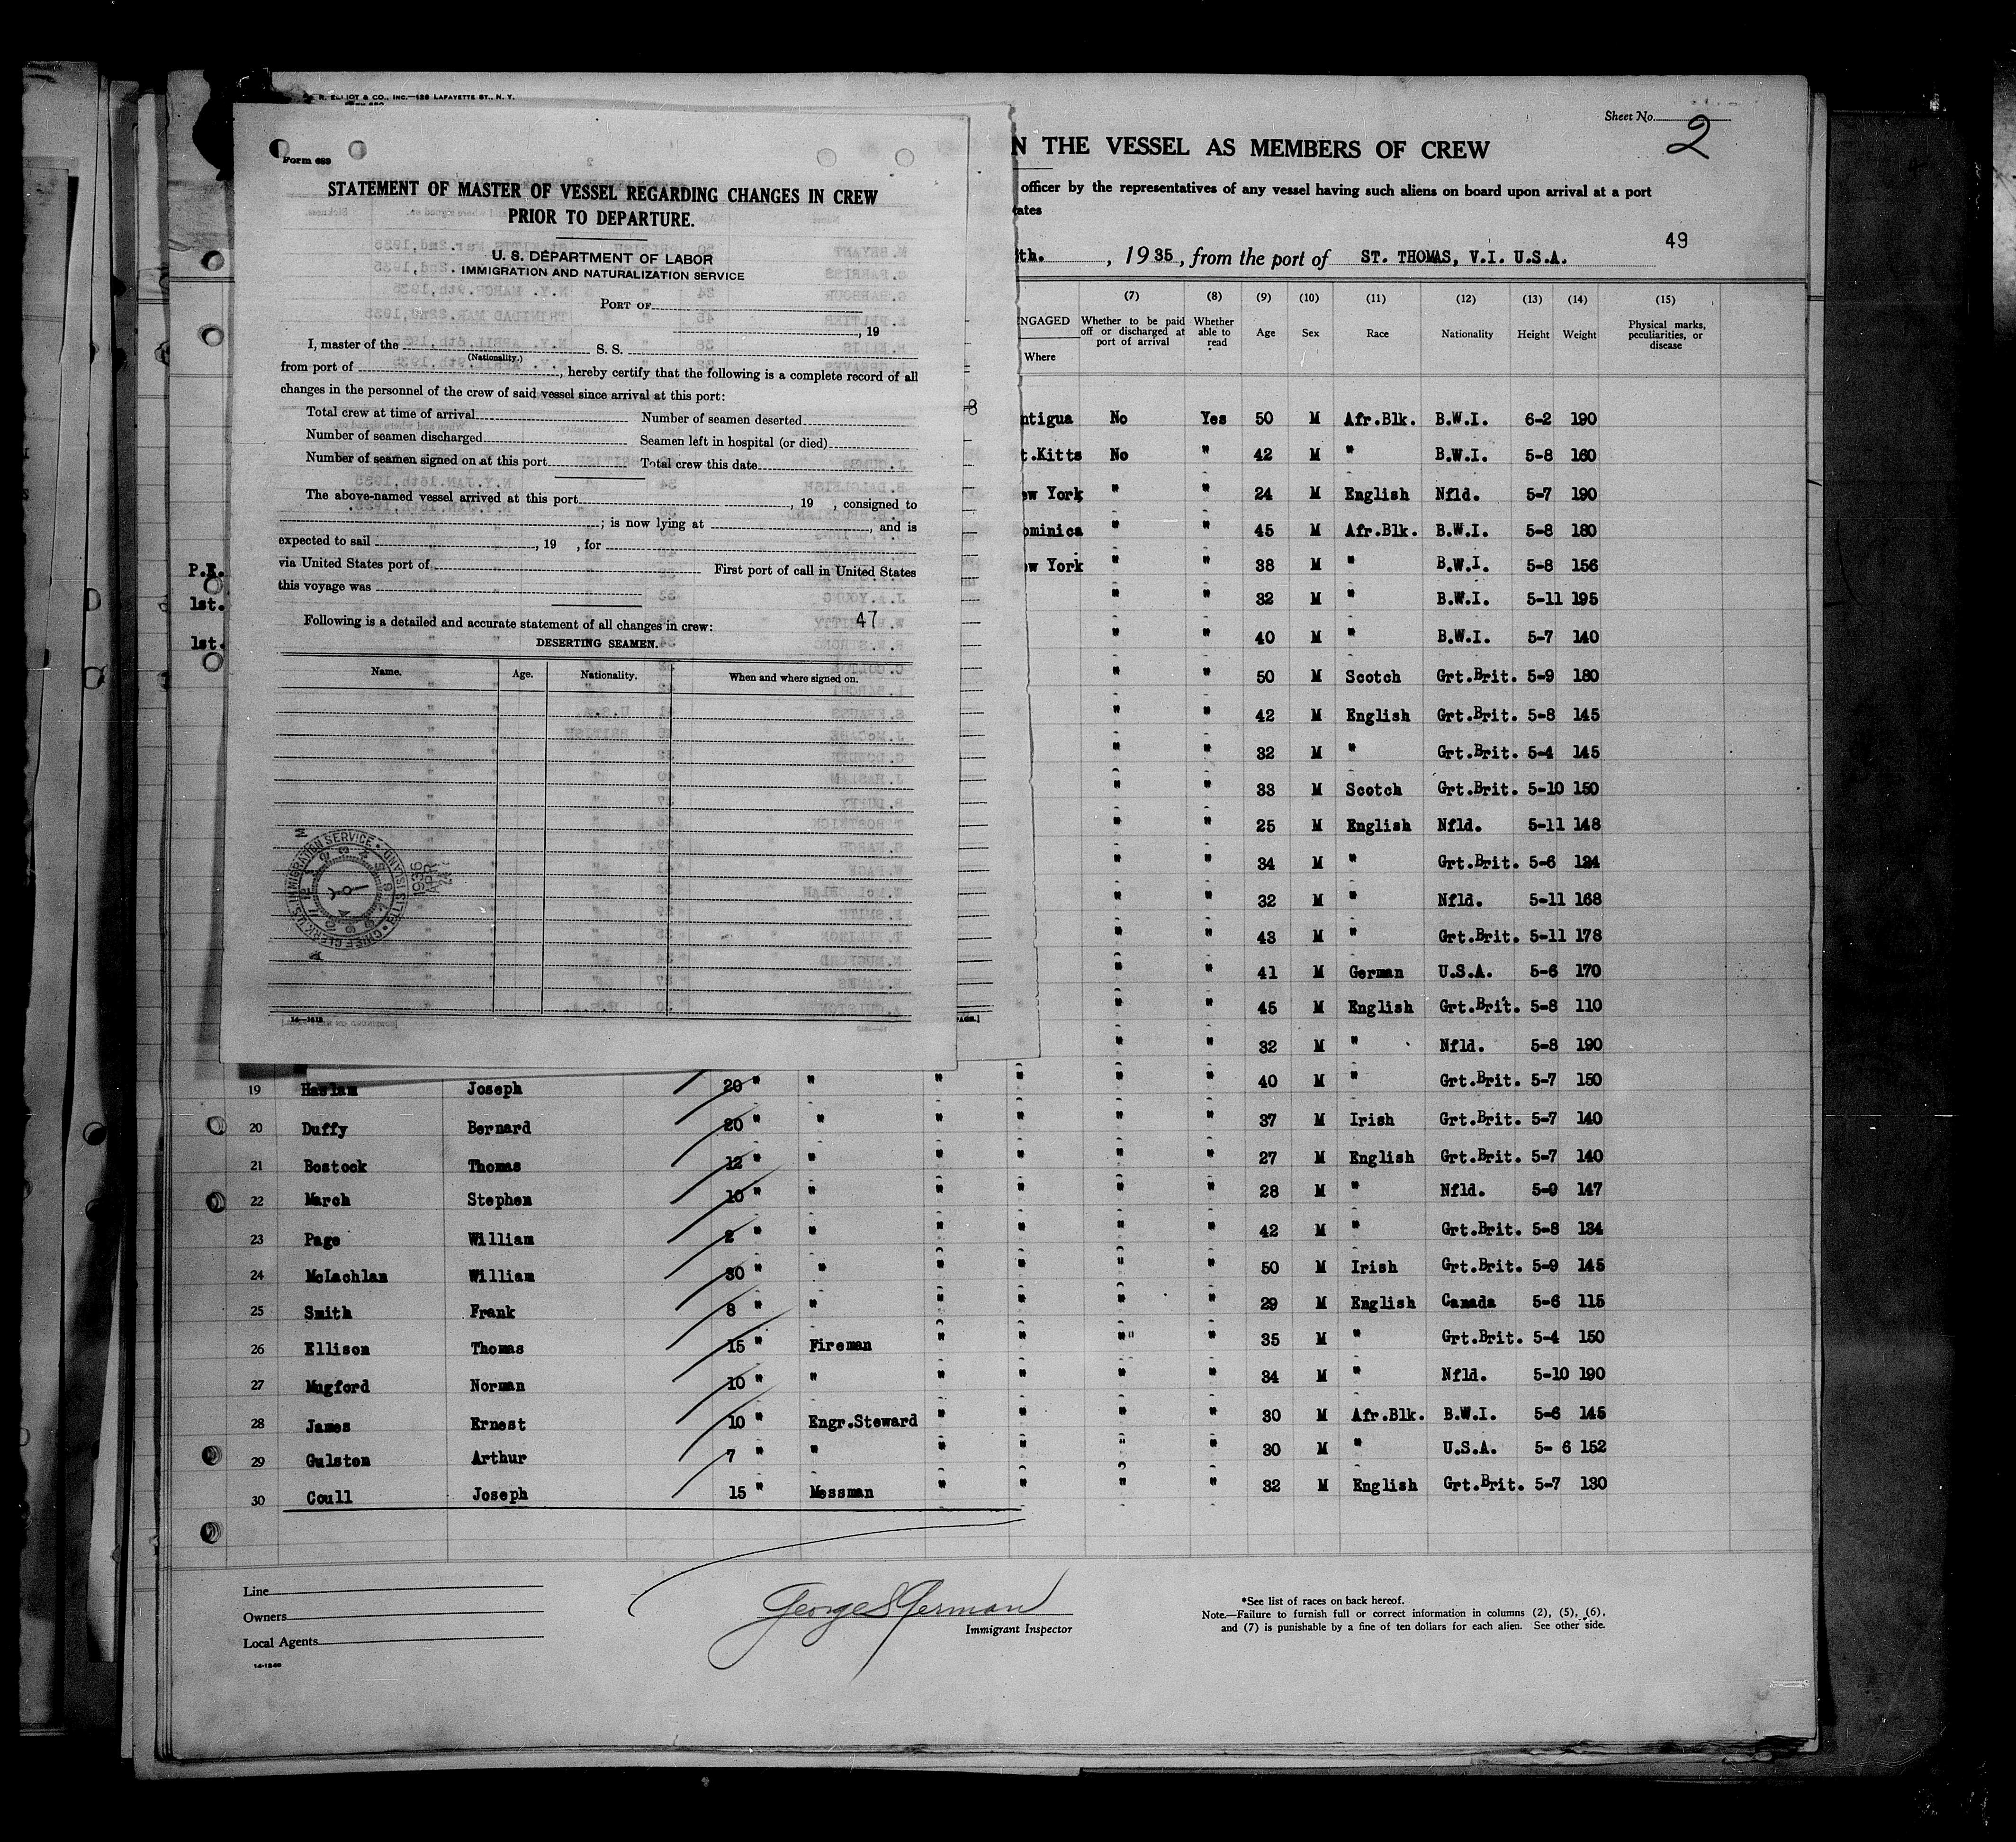 R. ELLIOT & CO., INC.—128 LAFAYETTE ST., N. Y.
Sheet No. 2
N THE VESSEL AS MEMBERS OF CREW
officer by the representatives of any vessel having such aliens on board upon arrival at a port
ates
49
th. , 1935, from the port of ST. THOMAS, V.I. U.S.A.
Form 689
STATEMENT OF MASTER OF VESSEL REGARDING CHANGES IN CREW
PRIOR TO DEPARTURE.
U. S. DEPARTMENT OF LABOR
IMMIGRATION AND NATURALIZATION SERVICE
PORT OF
, 19
I, master of the S. S.
(Nationality.)
from port of , hereby certify that the following is a complete record of all
changes in the personnel of the crew of said vessel since arrival at this port:
Total crew at time of arrival Number of seamen deserted
Number of seamen discharged Seamen left in hospital (or died)
Number of seamen signed on at this port Total crew this date
The above-named vessel arrived at this port , 19 , consigned to
; is now lying at , and is
expected to sail , 19 , for
via United States port of First port of call in United States
this voyage was
Following is a detailed and accurate statement of all changes in crew: 47
DESERTING SEAMEN.
Name. Age. Nationality. When and where signed on.
U.S. IMMIGRATION SERVICE
CHIEF CLERK
1936
APR
14—1618
P.R.
1st.
1st.
(7) (8) (9) (10) (11) (12) (13) (14) (15)
NGAGED Whether to be paid off or discharged at port of arrival Whether able to read Age Sex Race Nationality Height Weight Physical marks, peculiarities, or disease
Where
ntigua No Yes 50 M Afr.Blk. B.W.I. 6-2 190
t.Kitts No " 42 M " B.W.I. 5-8 160
ew York " " 24 M English Nfld. 5-7 190
ominica " " 45 M Afr.Blk. B.W.I. 5-8 180
ew York " " 38 M " B.W.I. 5-8 156
" " 32 M " B.W.I. 5-11 195
" " 40 M " B.W.I. 5-7 140
" " 50 M Scotch Grt.Brit. 5-9 180
" " 42 M English Grt.Brit. 5-8 145
" " 32 M " Grt.Brit. 5-4 145
" " 33 M Scotch Grt.Brit. 5-10 150
" " 25 M English Nfld. 5-11 148
" " 34 M " Grt.Brit. 5-6 124
" " 32 M " Nfld. 5-11 168
" " 43 M " Grt.Brit. 5-11 178
" " 41 M German U.S.A. 5-6 170
" " 45 M English Grt.Brit. 5-8 110
" " 32 M " Nfld. 5-8 190
19 Haslam Joseph 20 " " " " " " 40 M " Grt.Brit. 5-7 150
20 Duffy Bernard 20 " " " " " " 37 M Irish Grt.Brit. 5-7 140
21 Bostock Thomas 12 " " " " " " 27 M English Grt.Brit. 5-7 140
22 March Stephen 10 " " " " " " 28 M " Nfld. 5-9 147
23 Page William 2 " " " " " " 42 M " Grt.Brit. 5-8 134
24 McLachlan William 30 " " " " " " 50 M Irish Grt.Brit. 5-9 145
25 Smith Frank 8 " " " " " " 29 M English Canada 5-6 115
26 Ellison Thomas 15 " Fireman " " "" " 35 M " Grt.Brit. 5-4 150
27 Mugford Norman 10 " " " " " " 34 M " Nfld. 5-10 190
28 James Ernest 10 " Engr.Steward " " " " 30 M Afr.Blk. B.W.I. 5-6 145
29 Gulston Arthur 7 " " " " " " 30 M " U.S.A. 5- 6 152
30 Coull Joseph 15 " Messman " " " " 32 M English Grt.Brit. 5-7 130
Line
Owners
Local Agents
14-1240
George S German
Immigrant Inspector
*See list of races on back hereof.
Note.—Failure to furnish full or correct information in columns (2), (5), (6),
and (7) is punishable by a fine of ten dollars for each alien. See other side.